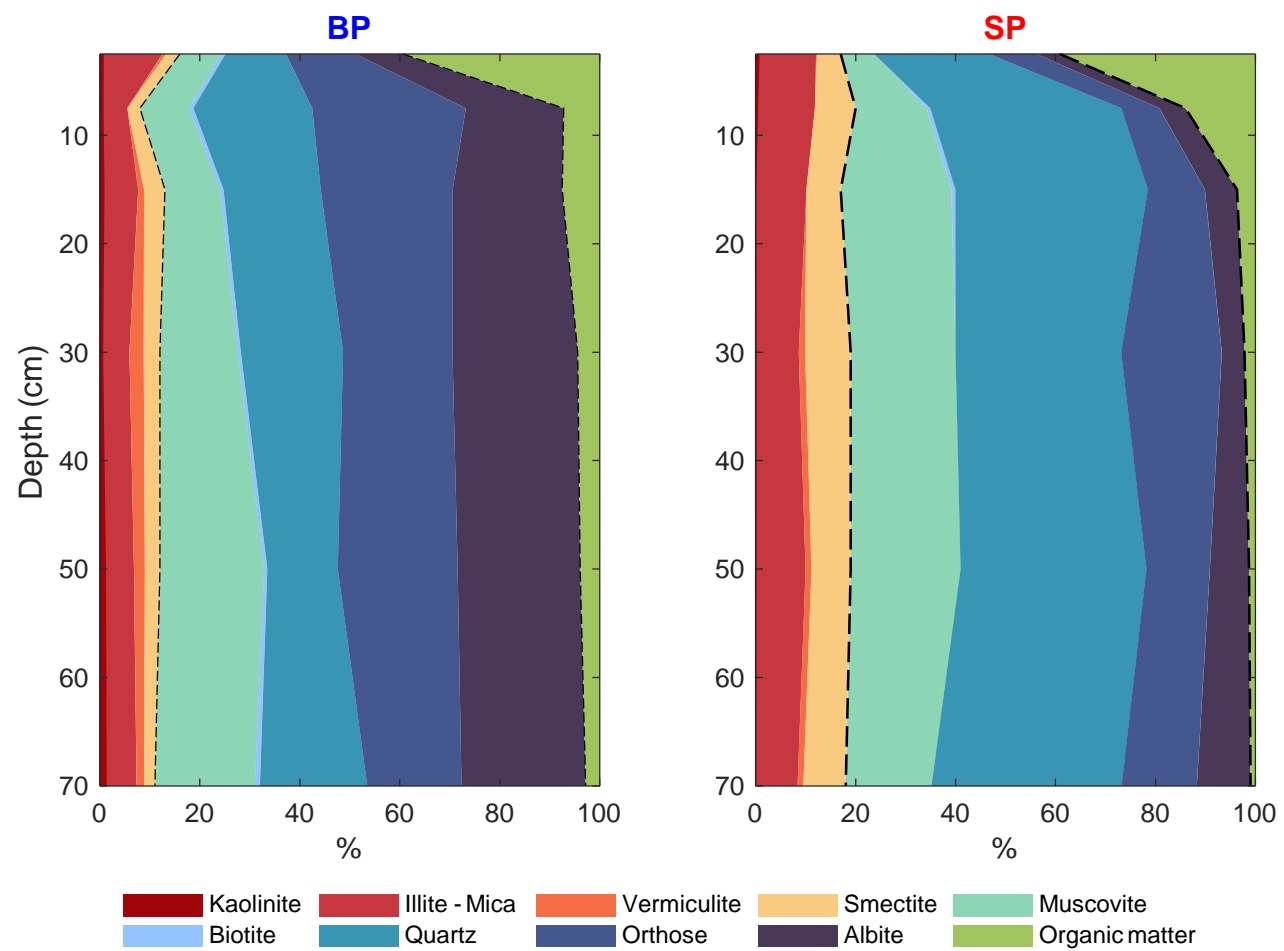 BP
SP
Depth (cm)
10
20
30
40
50
60
70
0
20
40
60
80
100
%
10
20
30
40
50
60
70
0
20
40
60
80
100
%
Kaolinite
Illite - Mica
Vermiculite
Smectite
Muscovite
Biotite
Quartz
Orthose
Albite
Organic matter